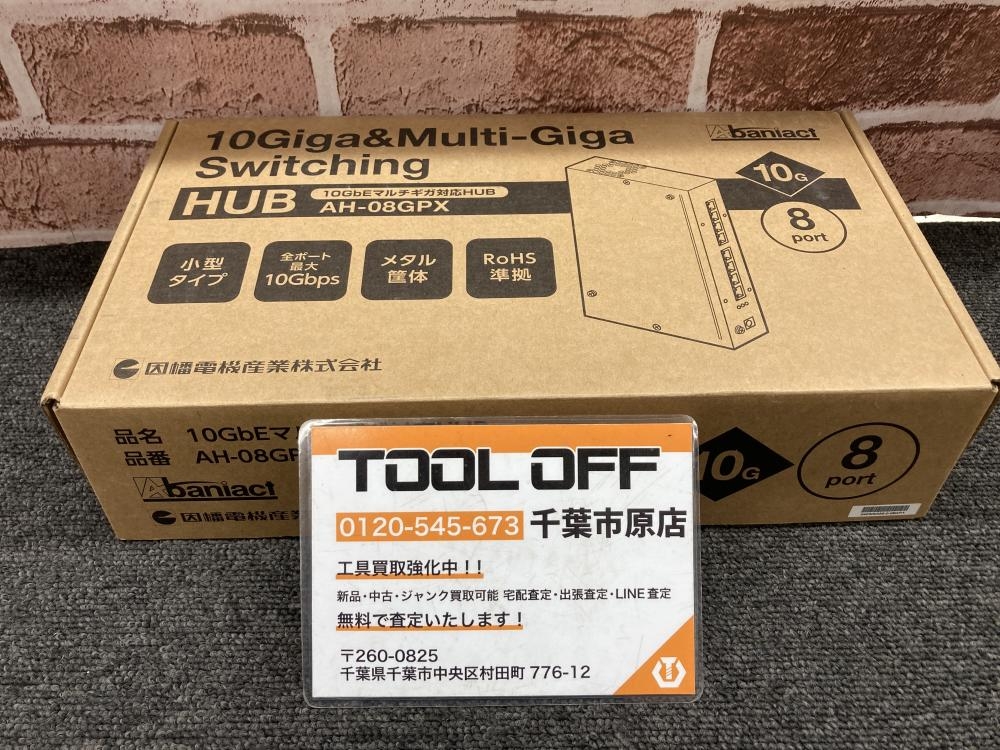 10Giga&Multi-Giga
Switching
HUB
10GbEマルチギガ対応HUB
AH-08GPX
Abaniact
10G
8
port
小型
タイプ
全ポート
最大
10Gbps
メタル
筐体
RoHS
準拠
因幡電機産業株式会社
品名 10GbEマ
品番 AH-08GP
Abaniact
因幡電機産業
10G
8
port
TOOL OFF
0120-545-673 千葉市原店
工具買取強化中!!
新品・中古・ジャンク買取可能 宅配査定・出張査定・LINE査定
無料で査定いたします!
〒260-0825
千葉県千葉市中央区村田町 776-12